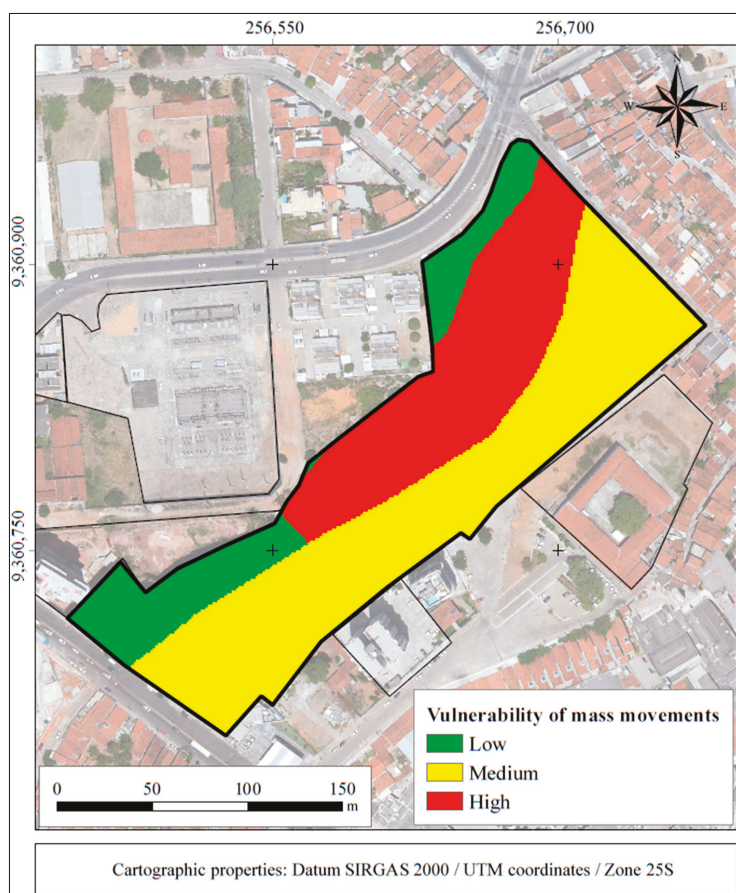 256,550
256,700
N
W E
S
9,360,900
9,360,750
Vulnerability of mass movements
Low
Medium
High
0 50 100 150
m
Cartographic properties: Datum SIRGAS 2000 / UTM coordinates / Zone 25S